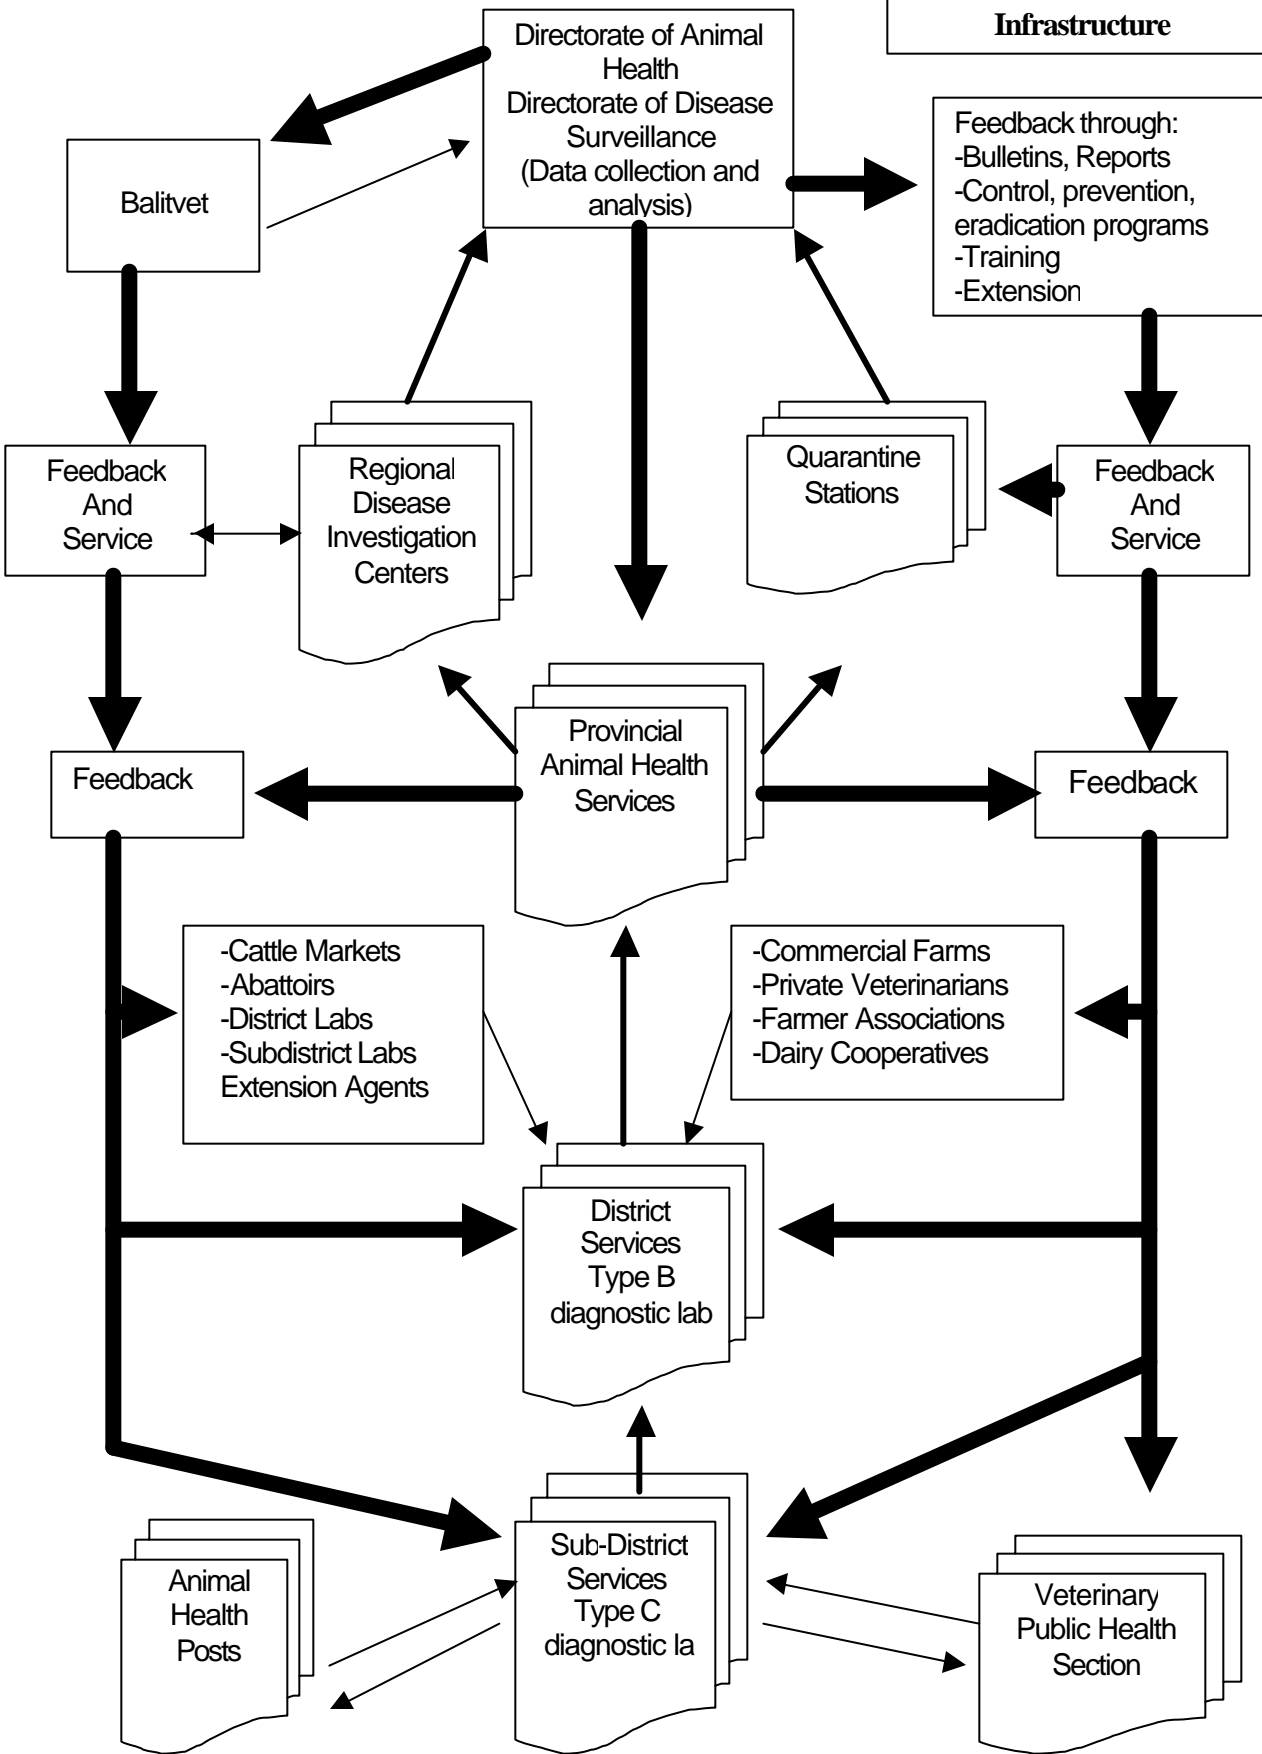 Infrastructure
Directorate of Animal
Health
Directorate of Disease
Surveillance
(Data collection and
analysis)
Feedback through:
-Bulletins, Reports
-Control, prevention,
eradication programs
-Training
-Extension
Balitvet
Feedback
And
Service
Regional
Disease
Investigation
Centers
Quarantine
Stations
Feedback
And
Service
Feedback
Provincial
Animal Health
Services
Feedback
-Cattle Markets
-Abattoirs
-District Labs
-Subdistrict Labs
Extension Agents
-Commercial Farms
-Private Veterinarians
-Farmer Associations
-Dairy Cooperatives
District
Services
Type B
diagnostic lab
Animal
Health
Posts
Sub-District
Services
Type C
diagnostic la
Veterinary
Public Health
Section